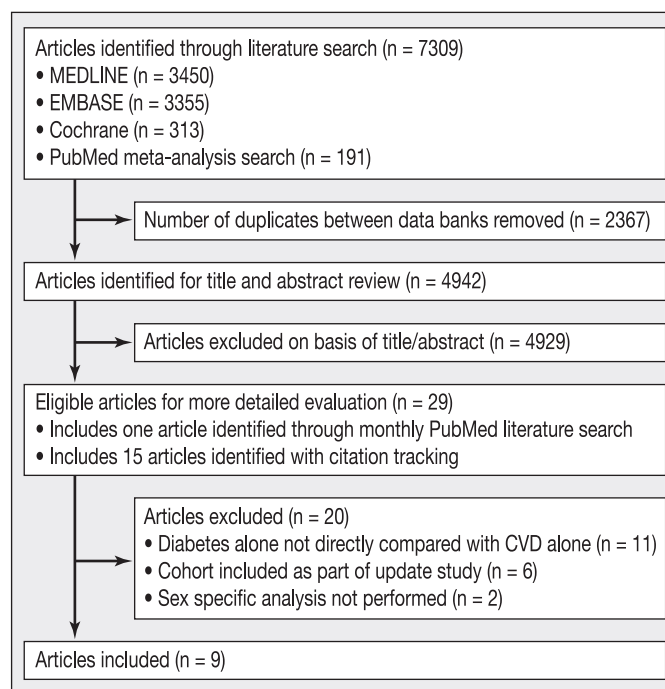 Articles identified through literature search (n = 7309)
• MEDLINE (n = 3450)
• EMBASE (n = 3355)
• Cochrane (n = 313)
• PubMed meta-analysis search (n = 191)
Number of duplicates between data banks removed (n = 2367)
Articles identified for title and abstract review (n = 4942)
Articles excluded on basis of title/abstract (n = 4929)
Eligible articles for more detailed evaluation (n = 29)
• Includes one article identified through monthly PubMed literature search
• Includes 15 articles identified with citation tracking
Articles excluded (n = 20)
• Diabetes alone not directly compared with CVD alone (n = 11)
• Cohort included as part of update study (n = 6)
• Sex specific analysis not performed (n = 2)
Articles included (n = 9)